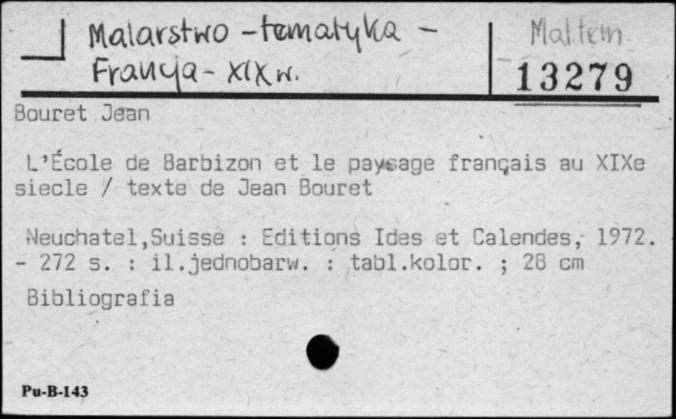 Malarstwo - tematyka -
Francja - XIX w.
Mal.tem.
13279
Bouret Jean
L'École de Barbizon et le paysage français au XIXe
siecle / texte de Jean Bouret
Neuchatel,Suisse : Editions Ides et Calendes, 1972.
- 272 s. : il.jednobarw. : tabl.kolor. ; 28 cm
Bibliografia
Pu-B-143